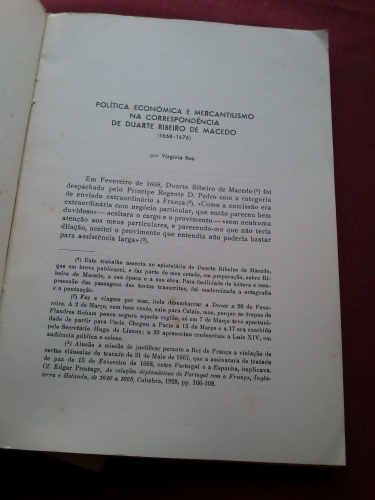 POLÍTICA ECONÓMICA E MERCANTILISMO
NA CORRESPONDÊNCIA
DE DUARTE RIBEIRO DE MACEDO
(1668-1676)
por Virgínia Rau
Em Fevereiro de 1668, Duarte Ribeiro de Macedo (¹) foi
despachado pelo Príncipe Regente D. Pedro com a categoria
de enviado extraordinário a França (²). «Como a comissão era
extraordinária com negócio particular, que então pareceu bem
duvidoso» — aceitara o cargo e o provimento — «sem nenhuma
atenção aos meus particulares, e parecendo-me que não teria
dilação, aceitei o provimento que entendia não poderia bastar
para assistência larga» (³).
(¹) Este trabalho assenta no epistolário de Duarte Ribeiro de Macedo,
que em breve publicarei, e faz parte do meu estudo, em preparação, sobre Ri-
beiro de Macedo, a sua época e a sua obra. Para facilidade de leitura e com-
preensão das passagens dos textos transcritos, foi modernizada a ortografia
e a pontuação.
(²) Fez a viagem por mar, indo desembarcar a Dover a 28 de Feve-
reiro. A 2 de Março, com bom vento, saiu para Calais, mas, porque as tropas de
Flandres tinham pouco segura aquela região, só em 7 de Março teve oportuni-
dade de partir para Paris. Chegou a Paris a 13 de Março e a 17 era conduzido
pelo Secretário Hugo de Lionne; a 29 apresentou credenciais a Luís XIV, em
audiência pública e solene.
(³) Alusão à missão de justificar perante o Rei de França a violação de
certas cláusulas do tratado de 31 de Maio de 1667, que a assinatura do tratado
de paz de 13 de Fevereiro de 1668, entre Portugal e a Espanha, implicava.
Cf. Edgar Prestage, As relações diplomáticas de Portugal com a França, Ingla-
terra e Holanda, de 1640 a 1668, Coimbra, 1928, pp. 106-108.